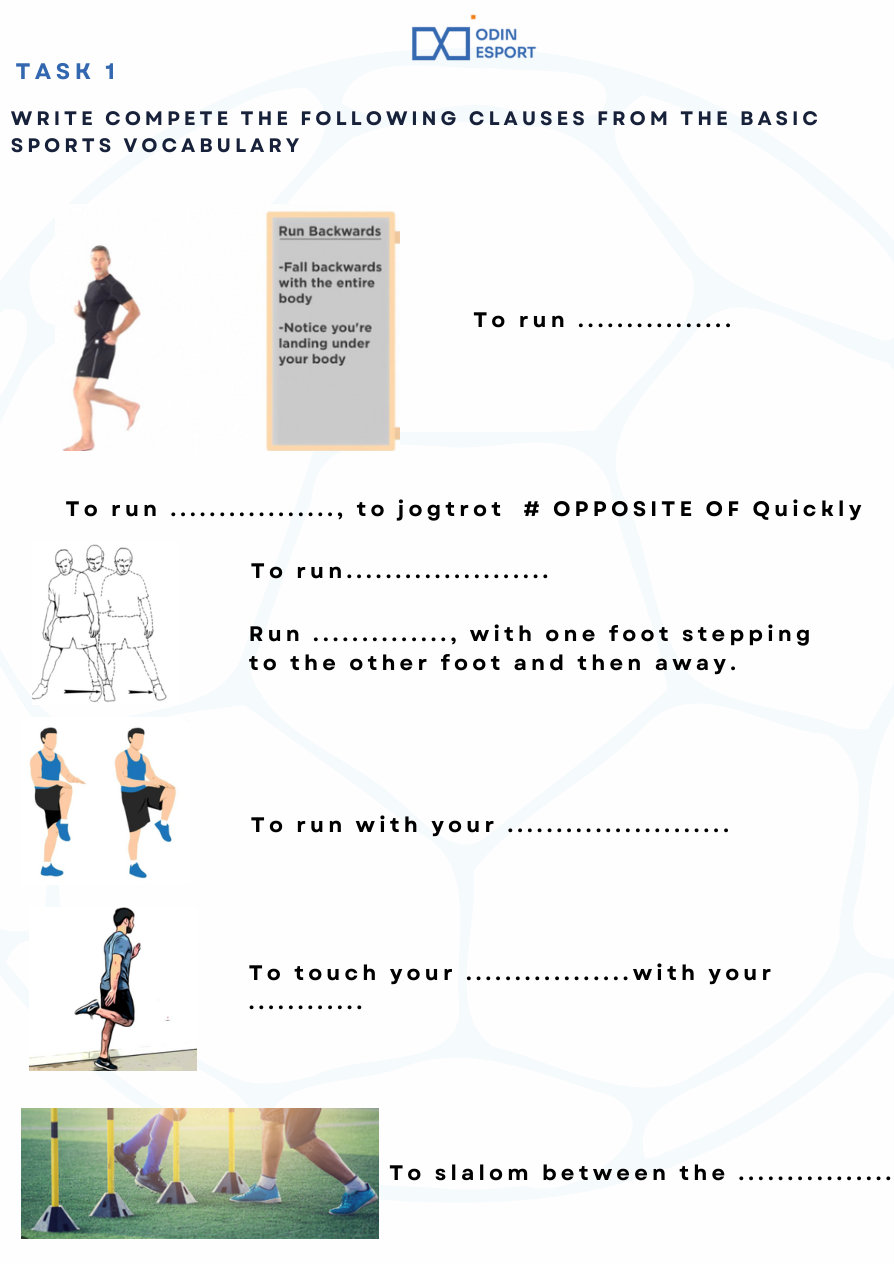 ODIN
ESPORT
TASK 1
WRITE COMPETE THE FOLLOWING CLAUSES FROM THE BASIC
SPORTS VOCABULARY
Run Backwards
-Fall backwards
with the entire
body
-Notice you're
landing under
your body
To run ................
To run ................., to jogtrot # OPPOSITE OF Quickly
To run.....................
Run .............., with one foot stepping
to the other foot and then away.
To run with your .......................
To touch your .................with your
............
To slalom between the ................